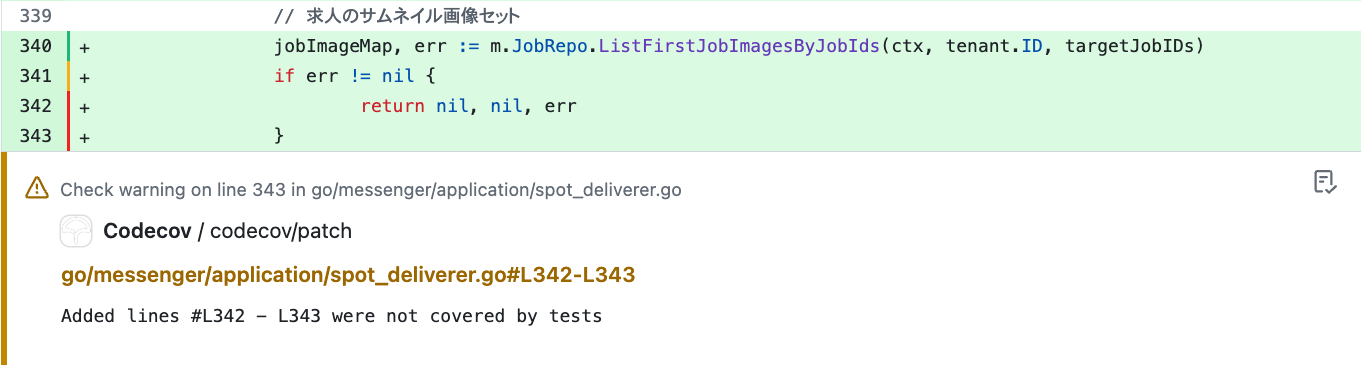 339 // 求人のサムネイル画像セット
340 + jobImageMap, err := m.JobRepo.ListFirstJobImagesByJobIds(ctx, tenant.ID, targetJobIDs)
341 + if err != nil {
342 + return nil, nil, err
343 + }
Check warning on line 343 in go/messenger/application/spot_deliverer.go
Codecov / codecov/patch
go/messenger/application/spot_deliverer.go#L342-L343
Added lines #L342 - L343 were not covered by tests